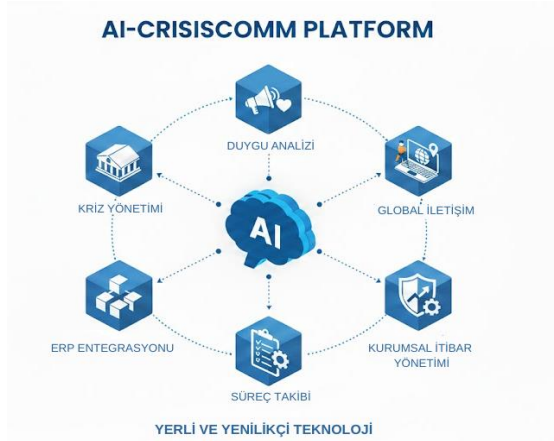 AI-CRISISCOMM PLATFORM
DUYGU ANALİZİ
KRİZ YÖNETİMİ
GLOBAL İLETİŞİM
AI
ERP ENTEGRASYONU
KURUMSAL İTİBAR
YÖNETİMİ
SÜREÇ TAKİBİ
YERLİ VE YENİLİKÇİ TEKNOLOJİ